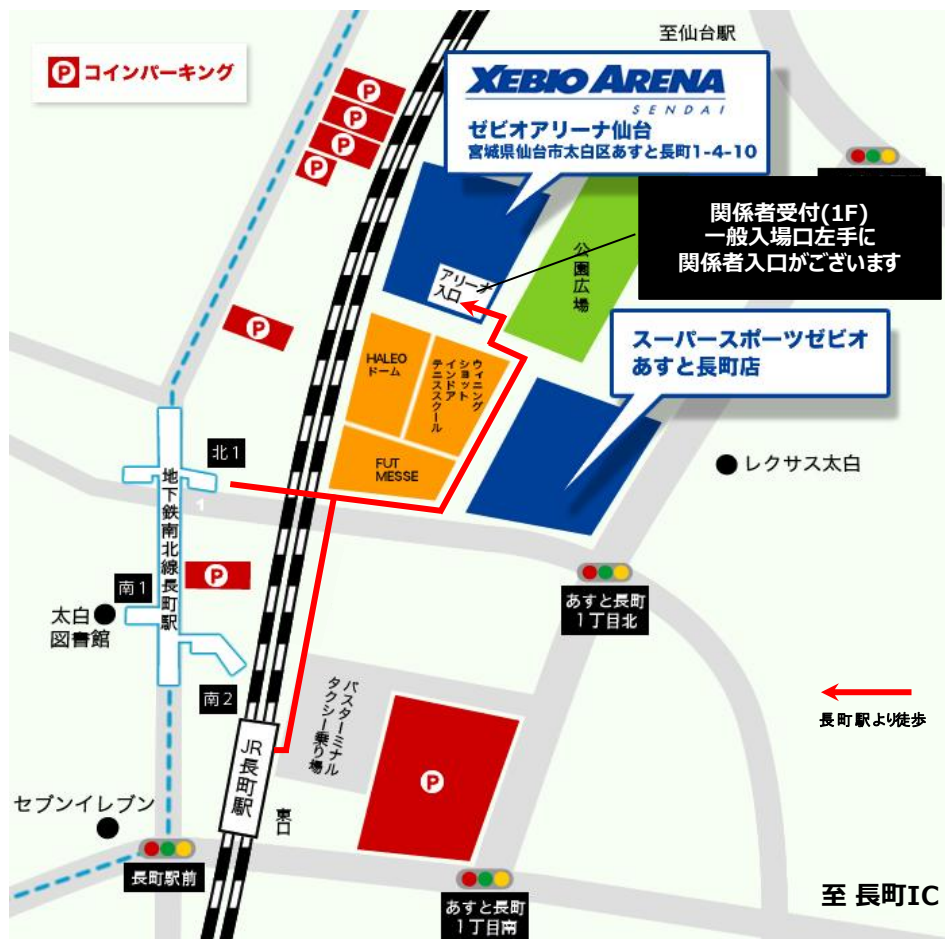 至仙台駅
P コインパーキング
XEBIO ARENA
SENDAI
ゼビオアリーナ仙台
宮城県仙台市太白区あすと長町1-4-10
P
P
P
P
関係者受付(1F)
一般入場口左手に
関係者入口がございます
公園広場
アリーナ
入口
P
スーパースポーツゼビオ
あすと長町店
HALEO
ドーム
ウィニング
ショット
インドア
テニススクール
FUT
MESSE
レクサス太白
北1
1
地下鉄南北線長町駅
P
南1
太白
図書館
あすと長町
1丁目北
南2
バスターミナル
タクシー乗り場
長町駅より徒歩
JR長町駅
P
東口
セブンイレブン
長町駅前
あすと長町
1丁目南
至 長町IC